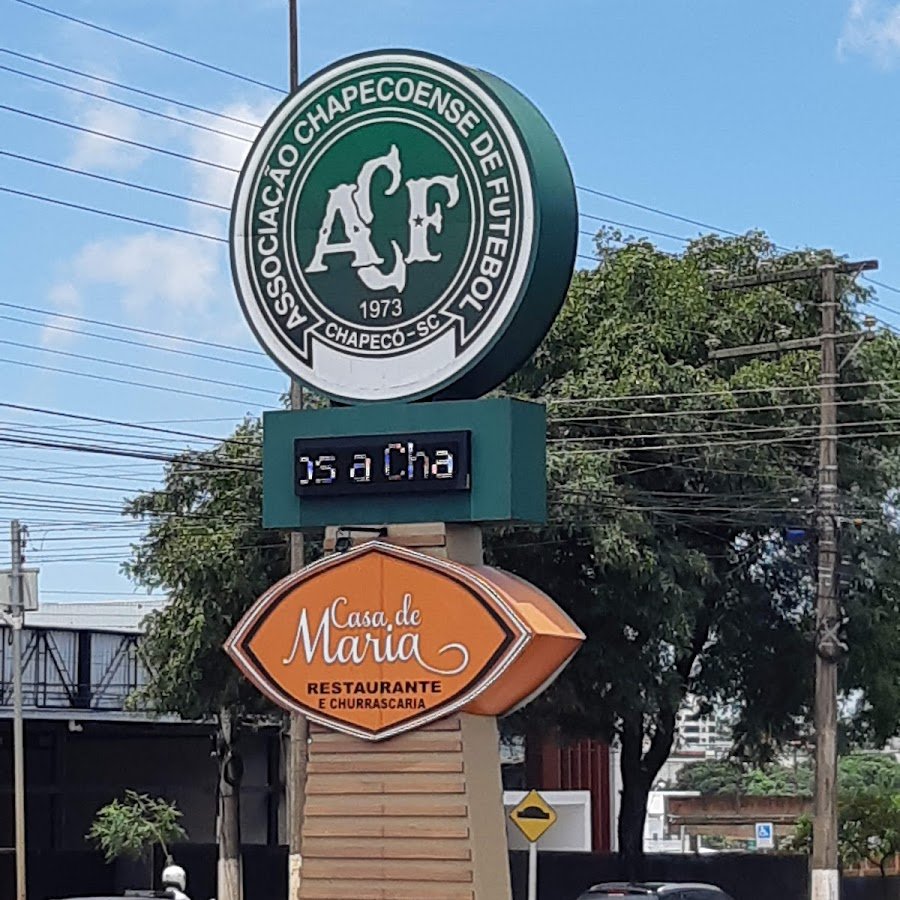 ASSOCIAÇÃO CHAPECOENSE DE FUTEBOL
ACF
1973
CHAPECÓ-SC
os a Cha
Casa de
Maria
RESTAURANTE
E CHURRASCARIA